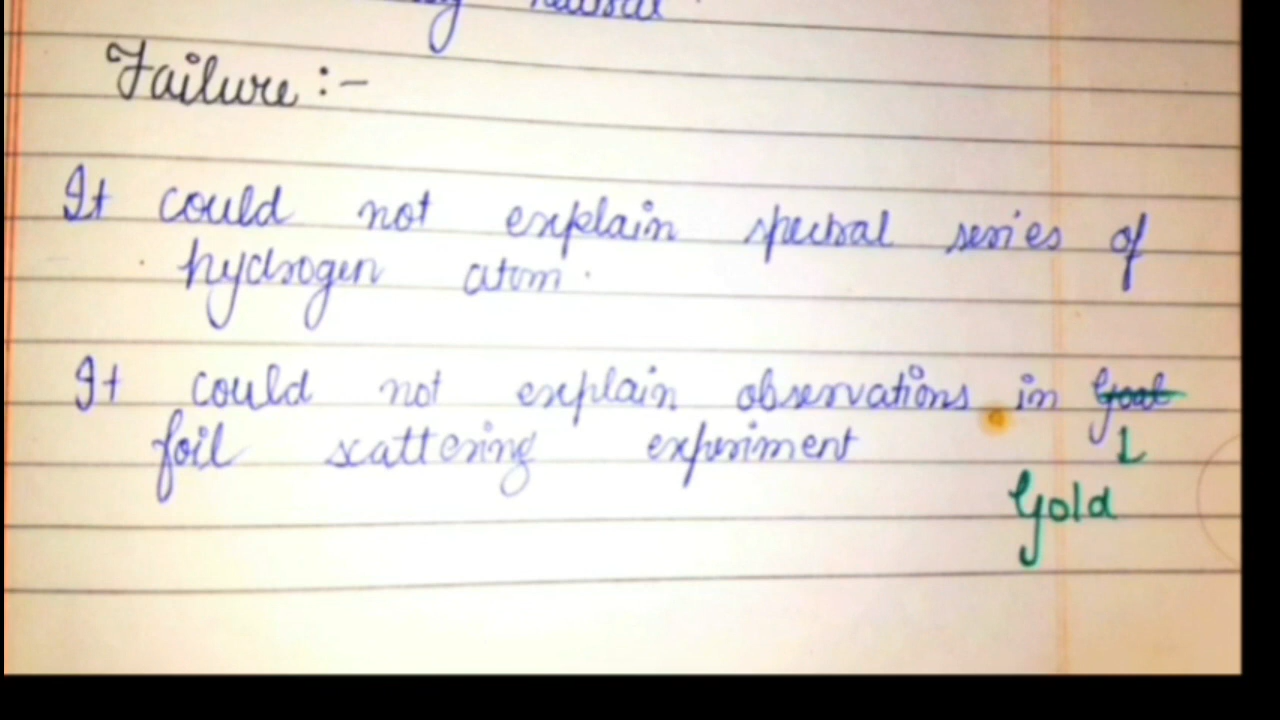 Failure :-
It could not explain spectral series of
hydrogen atom.
It could not explain observations in
foil scattering experiment
Gold